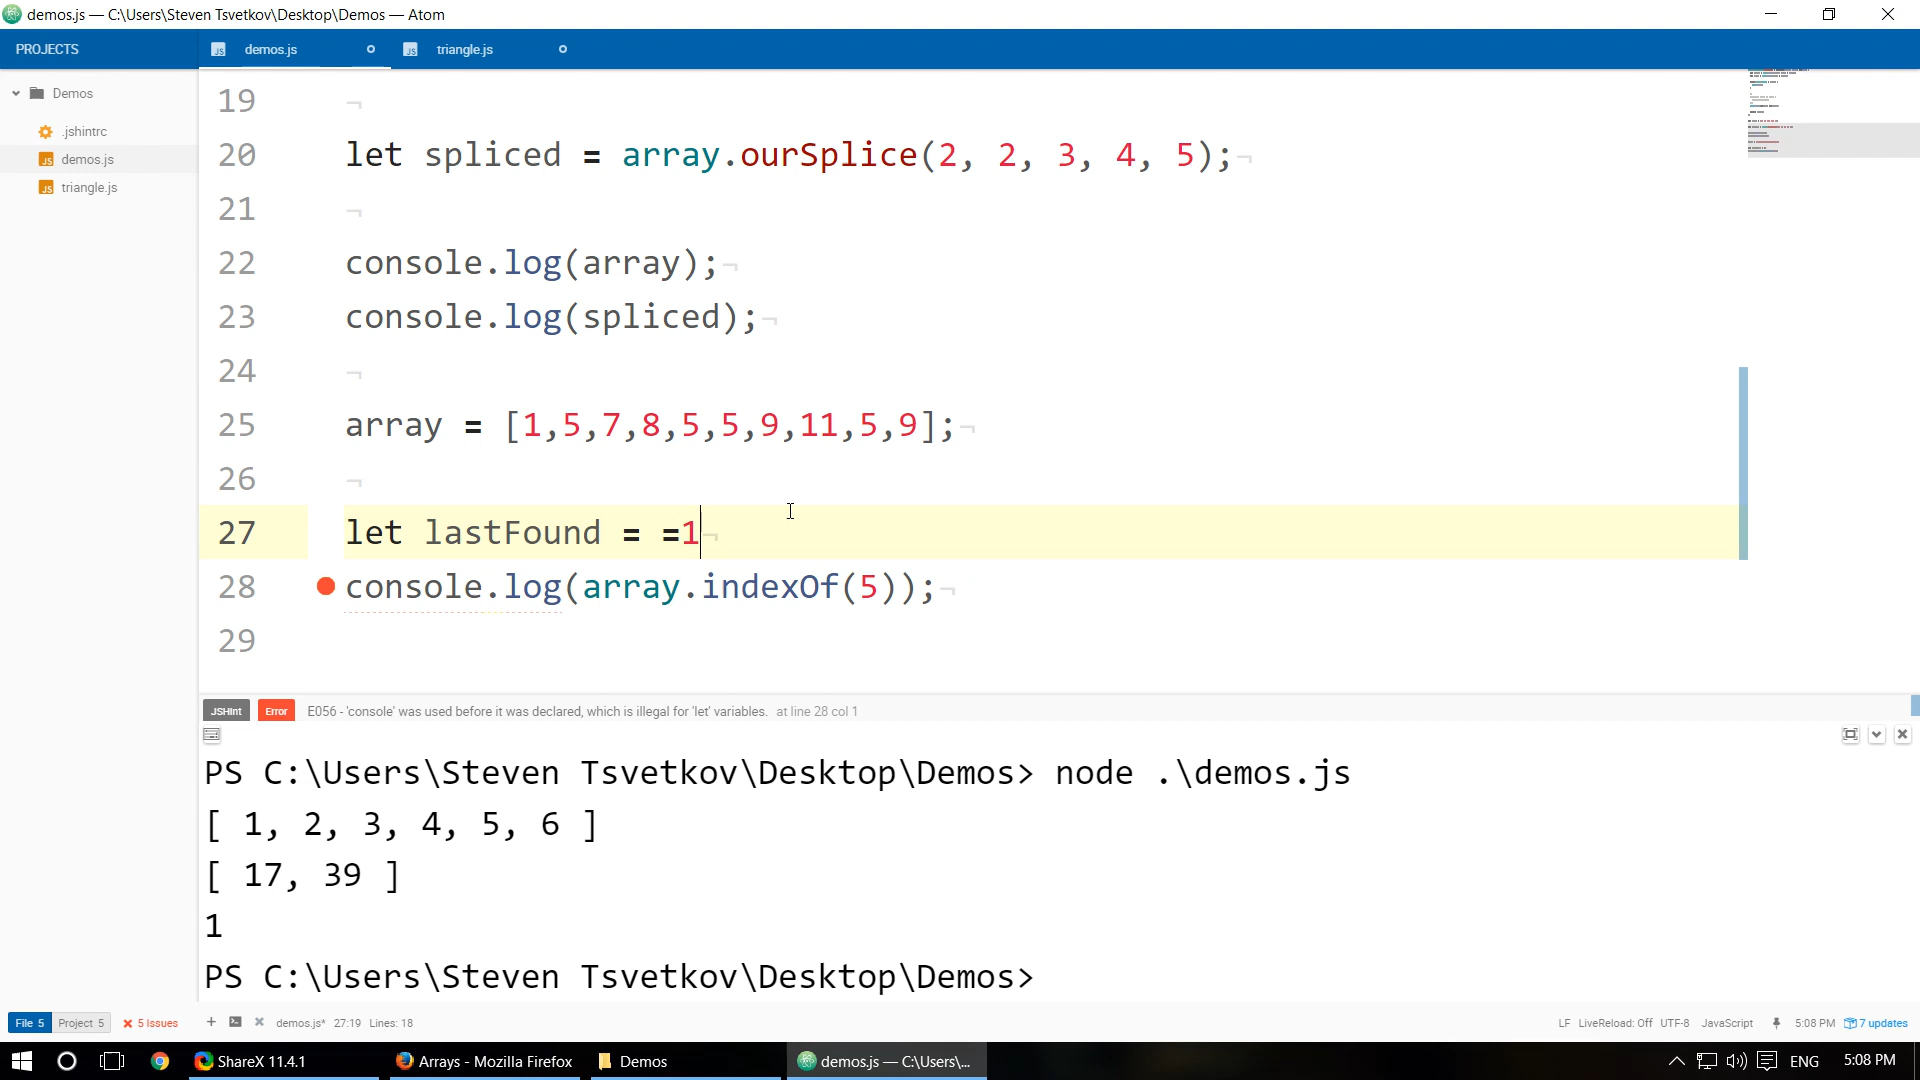 demos.js — C:\Users\Steven Tsvetkov\Desktop\Demos — Atom
PROJECTS
JS demos.js
JS triangle.js
Demos
.jshintrc
JS demos.js
JS triangle.js
19 ¬
20 let spliced = array.ourSplice(2, 2, 3, 4, 5);¬
21 ¬
22 console.log(array);¬
23 console.log(spliced);¬
24 ¬
25 array = [1,5,7,8,5,5,9,11,5,9];¬
26 ¬
27 let lastFound = =1¬
28 console.log(array.indexOf(5));¬
29
JSHint Error E056 - 'console' was used before it was declared, which is illegal for 'let' variables. at line 28 col 1
PS C:\Users\Steven Tsvetkov\Desktop\Demos> node .\demos.js
[ 1, 2, 3, 4, 5, 6 ]
[ 17, 39 ]
1
PS C:\Users\Steven Tsvetkov\Desktop\Demos>
File 5 Project 5 5 Issues demos.js* 27:19 Lines: 18 LF LiveReload: Off UTF-8 JavaScript 5:08 PM 7 updates
ShareX 11.4.1 Arrays - Mozilla Firefox Demos demos.js — C:\Users\... ENG 5:08 PM